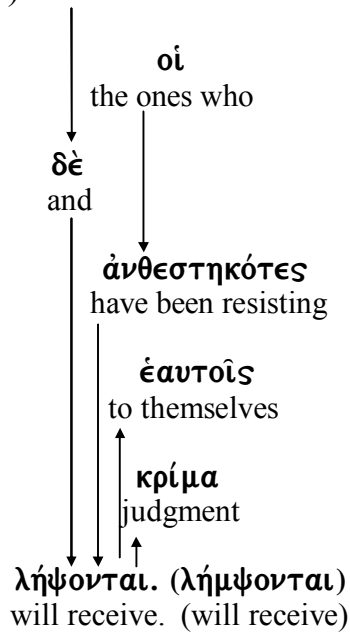 )
οἱ
the ones who
δὲ
and
ἀνθεστηκότες
have been resisting
ἑαυτοῖς
to themselves
κρίμα
judgment
λήψονται. (λήμψονται)
will receive. (will receive)